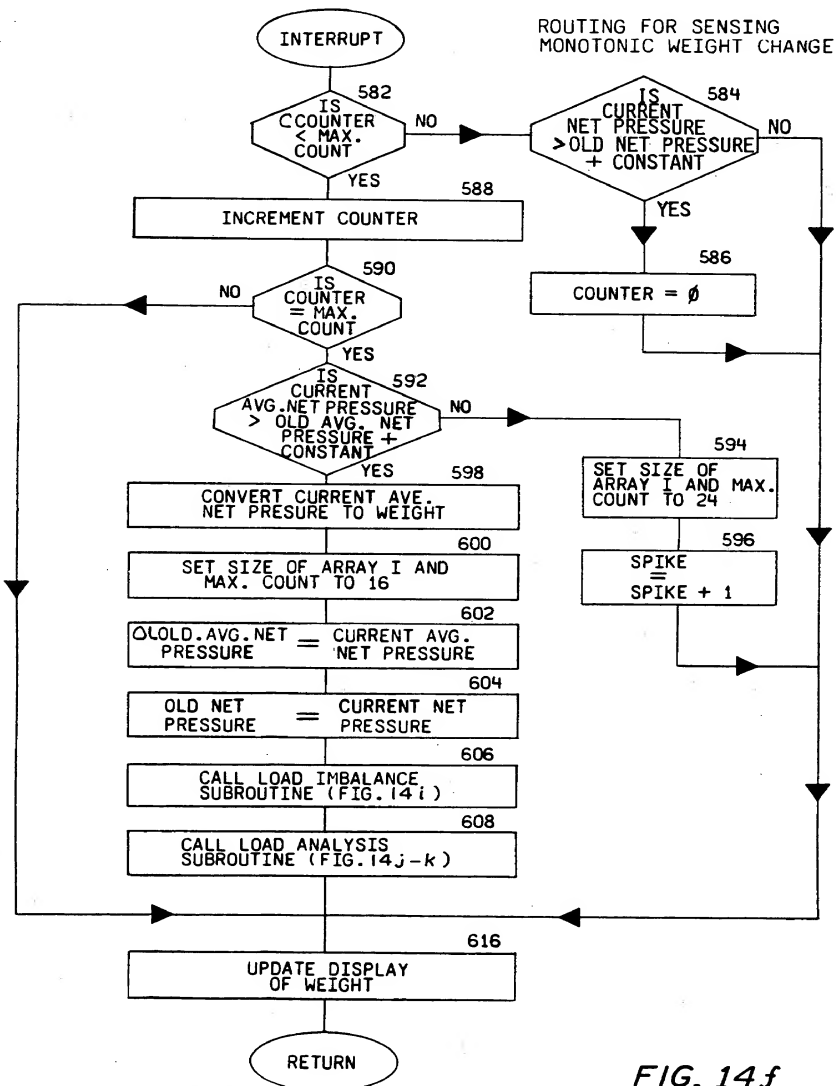 ROUTING FOR SENSING
MONOTONIC WEIGHT CHANGE
INTERRUPT
582
IS
CCOUNTER
< MAX.
COUNT
NO
YES
584
IS
CURRENT
NET PRESSURE
>OLD NET PRESSURE
+ CONSTANT
NO
YES
586
COUNTER = ∅
588
INCREMENT COUNTER
590
IS
COUNTER
= MAX.
COUNT
NO
YES
592
IS
CURRENT
AVG.NET PRESSURE
> OLD AVG. NET
PRESSURE +
CONSTANT
NO
YES
594
SET SIZE OF
ARRAY I AND MAX.
COUNT TO 24
596
SPIKE
=
SPIKE + 1
598
CONVERT CURRENT AVE.
NET PRESURE TO WEIGHT
600
SET SIZE OF ARRAY I AND
MAX. COUNT TO 16
602
OLOLD.AVG.NET = CURRENT AVG.
PRESSURE NET PRESSURE
604
OLD NET = CURRENT NET
PRESSURE PRESSURE
606
CALL LOAD IMBALANCE
SUBROUTINE (FIG.14i)
608
CALL LOAD ANALYSIS
SUBROUTINE (FIG.14j-k)
616
UPDATE DISPLAY
OF WEIGHT
RETURN
FIG. 14f